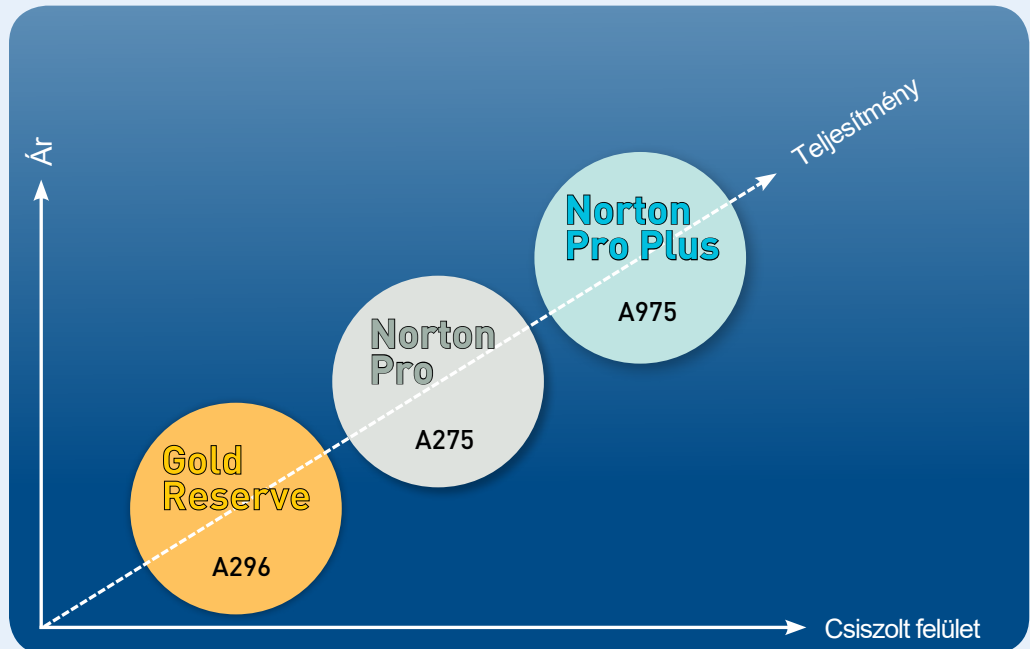 Ár
Teljesítmény
Norton
Pro Plus
A975
Norton
Pro
A275
Gold
Reserve
A296
Csiszolt felület